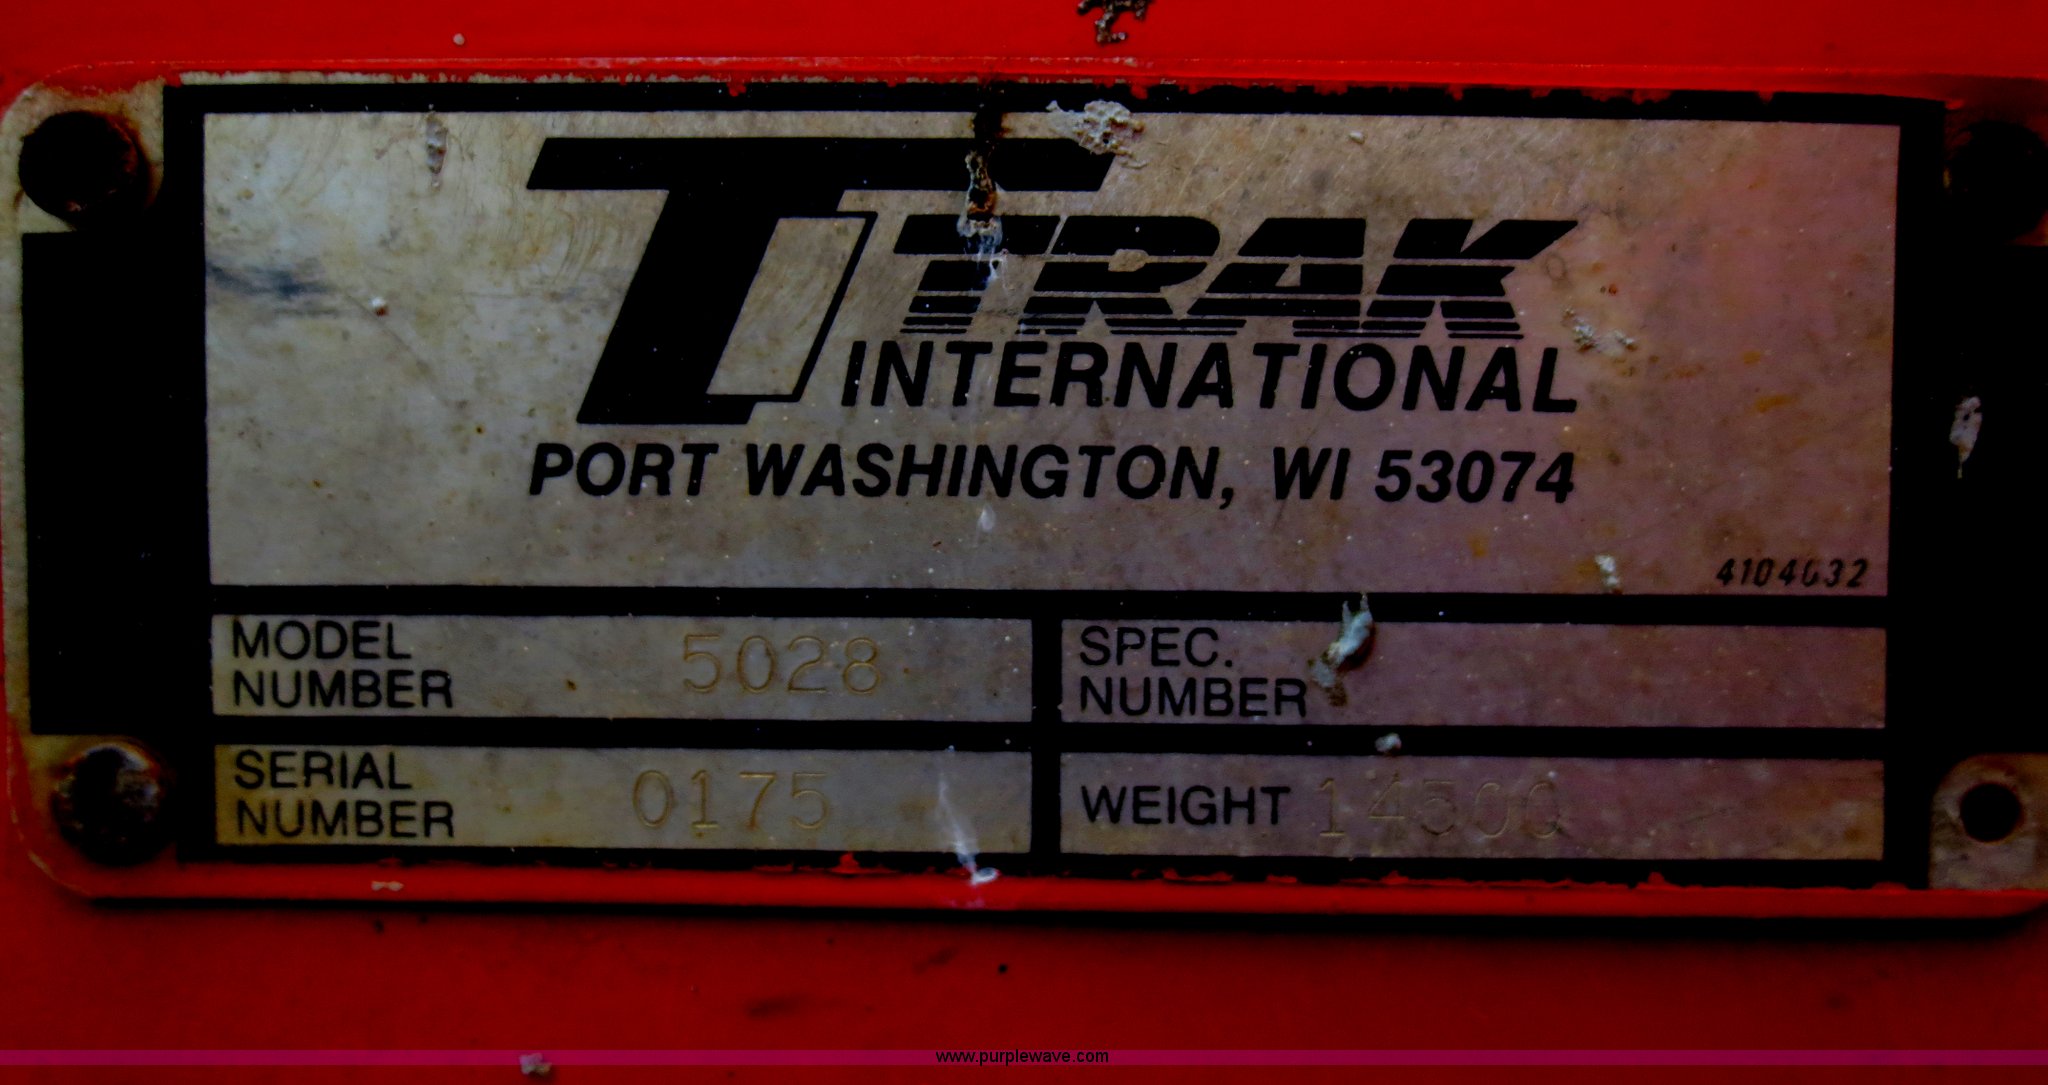 TRAK
INTERNATIONAL
PORT WASHINGTON, WI 53074
4104632
MODEL NUMBER 5028
SPEC. NUMBER
SERIAL NUMBER 0175
WEIGHT 14500
www.purplewave.com